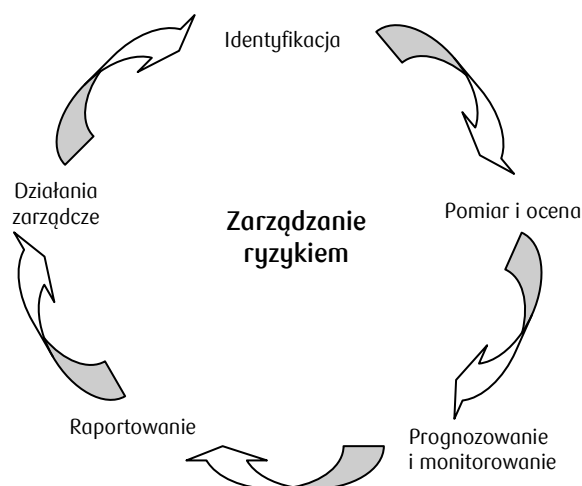 Identyfikacja
Pomiar i ocena
Prognozowanie
i monitorowanie
Raportowanie
Działania
zarządcze
Zarządzanie
ryzykiem